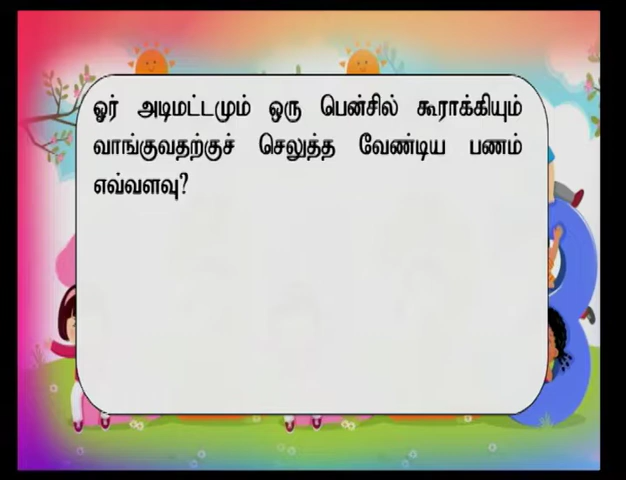 ஓர் அடிமட்டமும் ஒரு பென்சில் கூராக்கியும்
வாங்குவதற்குச் செலுத்த வேண்டிய பணம்
எவ்வளவு?